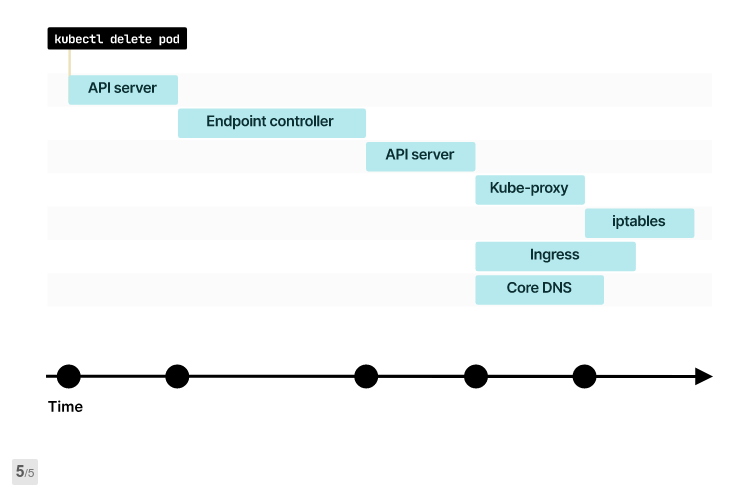 kubectl delete pod
API server
Endpoint controller
API server
Kube-proxy
iptables
Ingress
Core DNS
Time
5/5